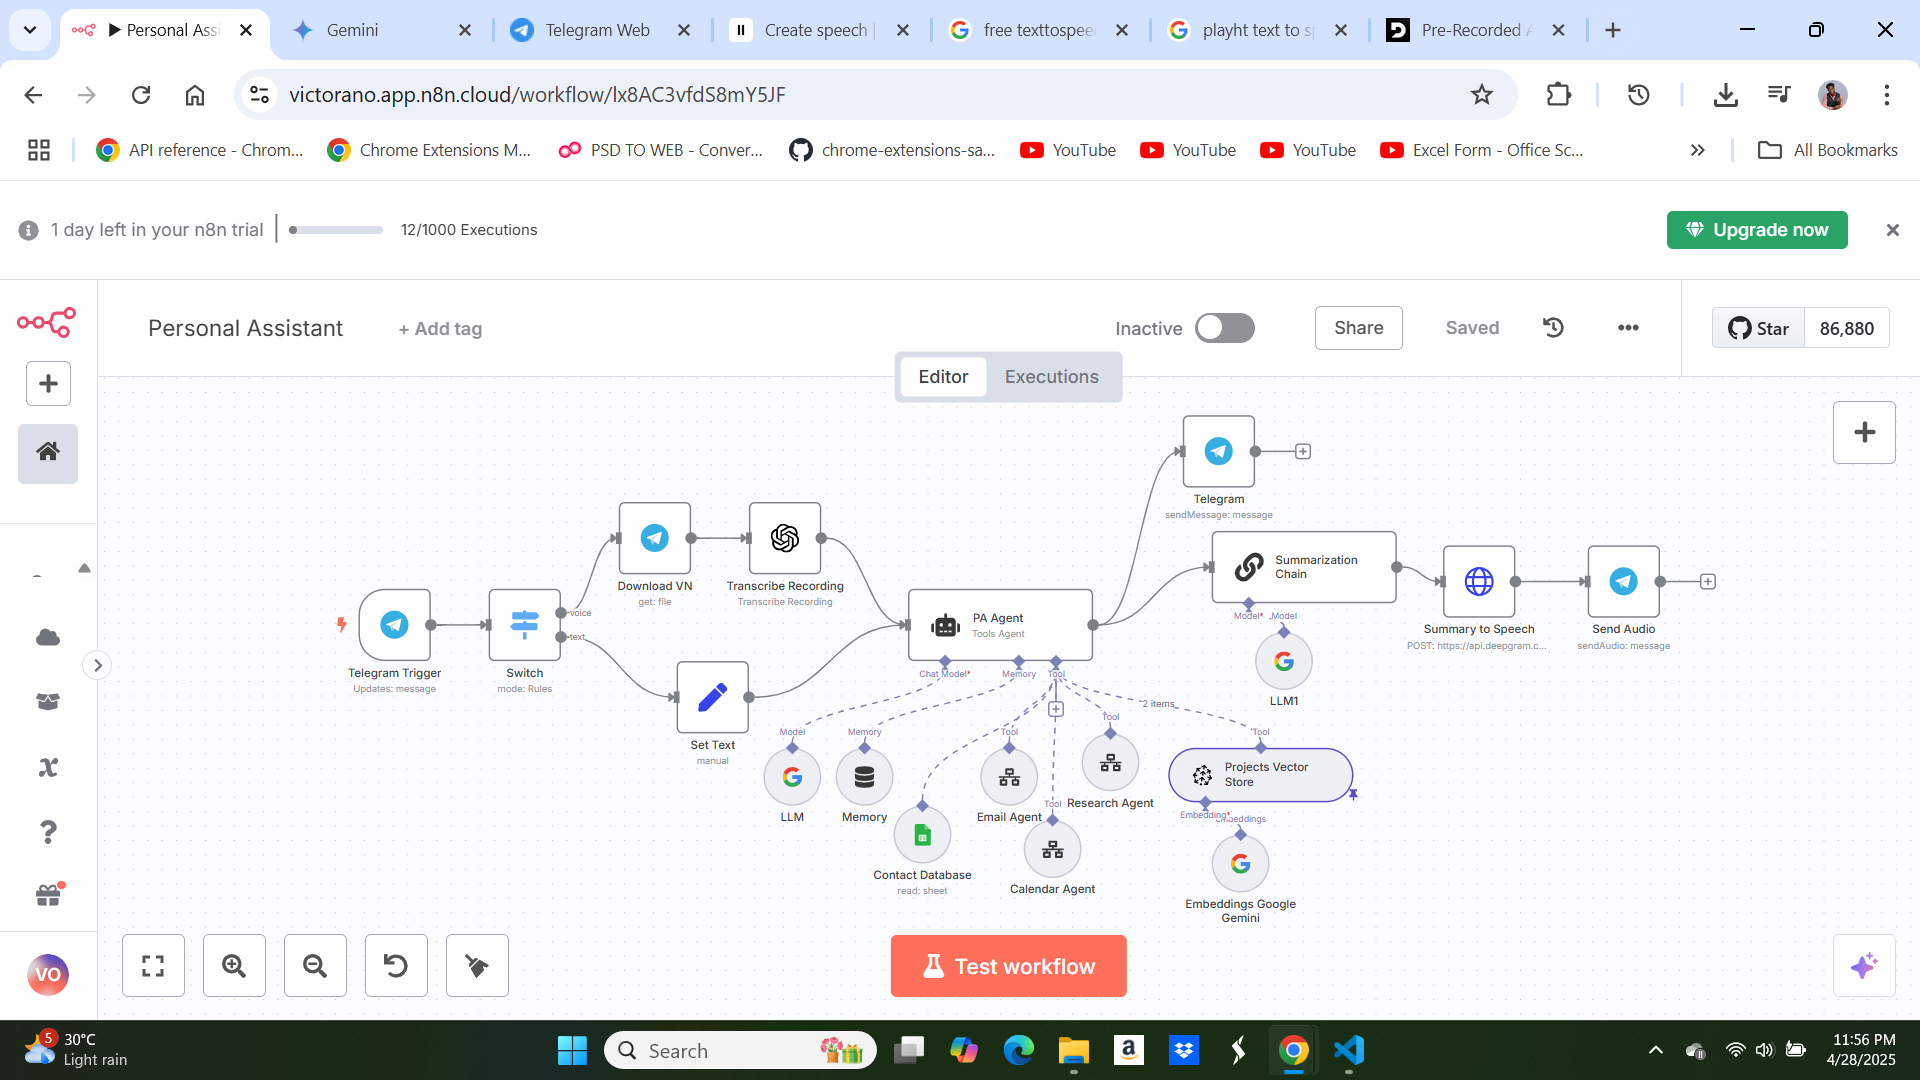 Personal Ass
Gemini
Telegram Web
Create speech |
free texttospeec
playht text to sp
Pre-Recorded A
victorano.app.n8n.cloud/workflow/lx8AC3vfdS8mY5JF
API reference - Chrom...
Chrome Extensions M...
PSD TO WEB - Conver...
chrome-extensions-sa...
YouTube
YouTube
YouTube
Excel Form - Office Sc...
All Bookmarks
1 day left in your n8n trial
12/1000 Executions
Upgrade now
Personal Assistant
+ Add tag
Inactive
Share
Saved
Star
86,880
Editor
Executions
Telegram
sendMessage: message
Download VN
get: file
Transcribe Recording
Transcribe Recording
Summarization
Chain
Model*
Model
Summary to Speech
POST: https://api.deepgram.c...
Send Audio
sendAudio: message
Telegram Trigger
Updates: message
Switch
mode: Rules
voice
text
PA Agent
Tools Agent
Chat Model*
Memory
Tool
LLM1
Set Text
manual
2 items
Model
LLM
Memory
Memory
Contact Database
read: sheet
Tool
Email Agent
Tool
Calendar Agent
Tool
Research Agent
Tool
Projects Vector
Store
Embedding*
Embeddings
Embeddings Google
Gemini
Test workflow
VO
5
30°C
Light rain
Search
11:56 PM
4/28/2025